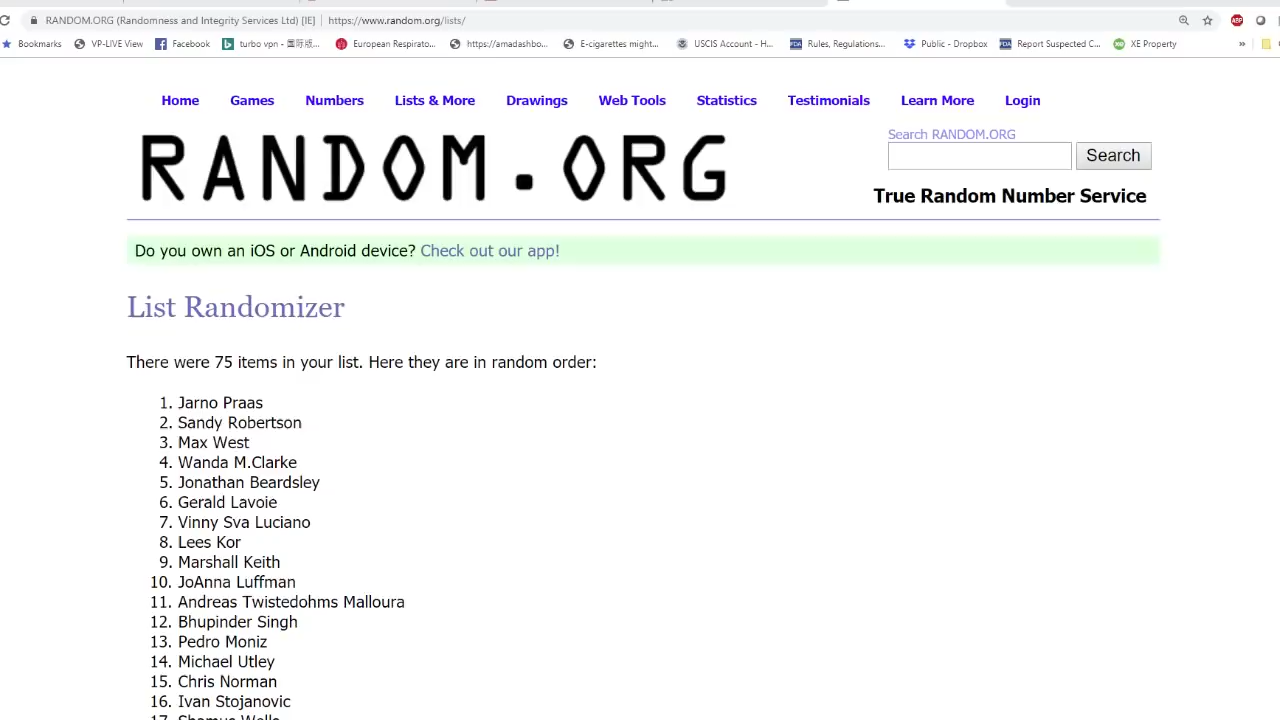 RANDOM.ORG (Randomness and Integrity Services Ltd) [IE] | https://www.random.org/lists/
Bookmarks VP-LIVE View Facebook turbo vpn - 国际版... European Respirato... https://amadashbo... E-cigarettes might... USCIS Account - H... Rules, Regulations... Public - Dropbox Report Suspected C... XE Property »
Home Games Numbers Lists & More Drawings Web Tools Statistics Testimonials Learn More Login
RANDOM.ORG
Search RANDOM.ORG
Search
True Random Number Service
Do you own an iOS or Android device? Check out our app!
List Randomizer
There were 75 items in your list. Here they are in random order:
1. Jarno Praas
2. Sandy Robertson
3. Max West
4. Wanda M.Clarke
5. Jonathan Beardsley
6. Gerald Lavoie
7. Vinny Sva Luciano
8. Lees Kor
9. Marshall Keith
10. JoAnna Luffman
11. Andreas Twistedohms Malloura
12. Bhupinder Singh
13. Pedro Moniz
14. Michael Utley
15. Chris Norman
16. Ivan Stojanovic